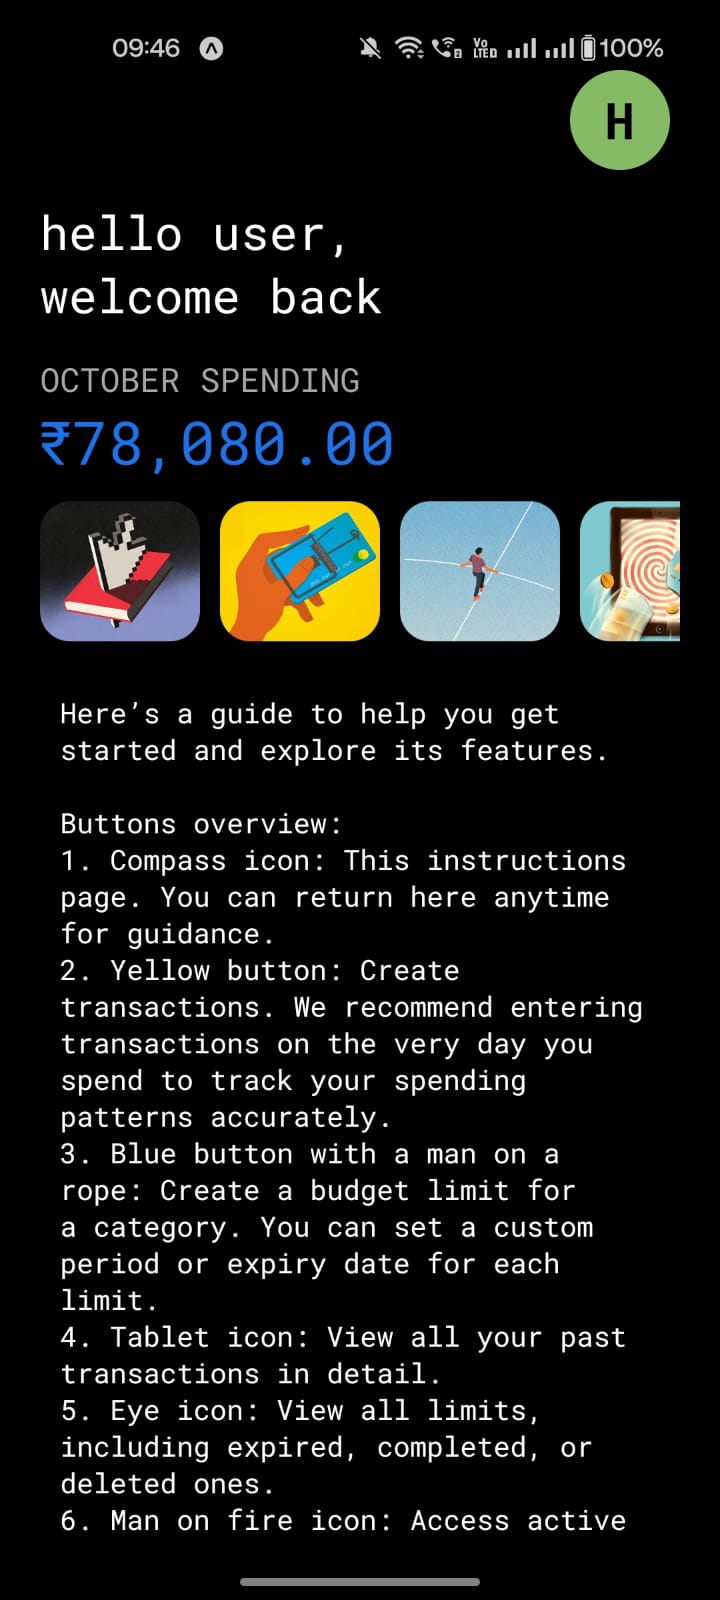 09:46
Vo LTED 100%
H
hello user,
welcome back
OCTOBER SPENDING
₹78,080.00
Here’s a guide to help you get
started and explore its features.
Buttons overview:
1. Compass icon: This instructions
page. You can return here anytime
for guidance.
2. Yellow button: Create
transactions. We recommend entering
transactions on the very day you
spend to track your spending
patterns accurately.
3. Blue button with a man on a
rope: Create a budget limit for
a category. You can set a custom
period or expiry date for each
limit.
4. Tablet icon: View all your past
transactions in detail.
5. Eye icon: View all limits,
including expired, completed, or
deleted ones.
6. Man on fire icon: Access active